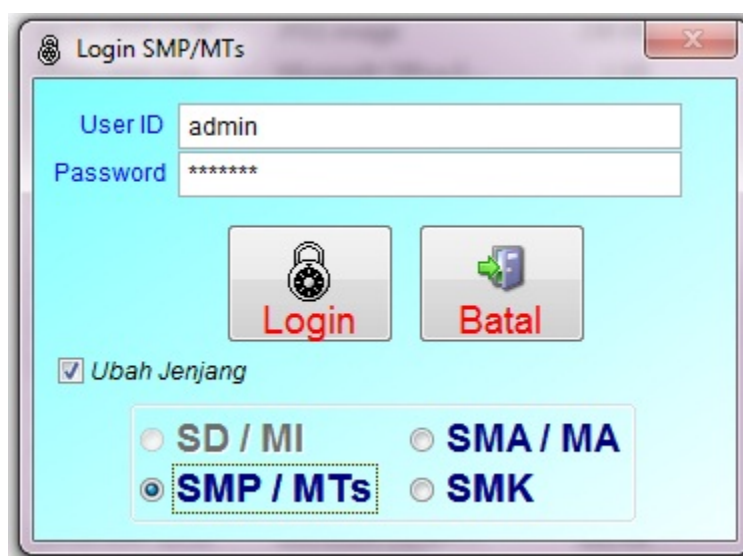 Login SMP/MTs
User ID admin
Password *******
Login Batal
Ubah Jenjang
SD / MI SMA / MA
SMP / MTs SMK